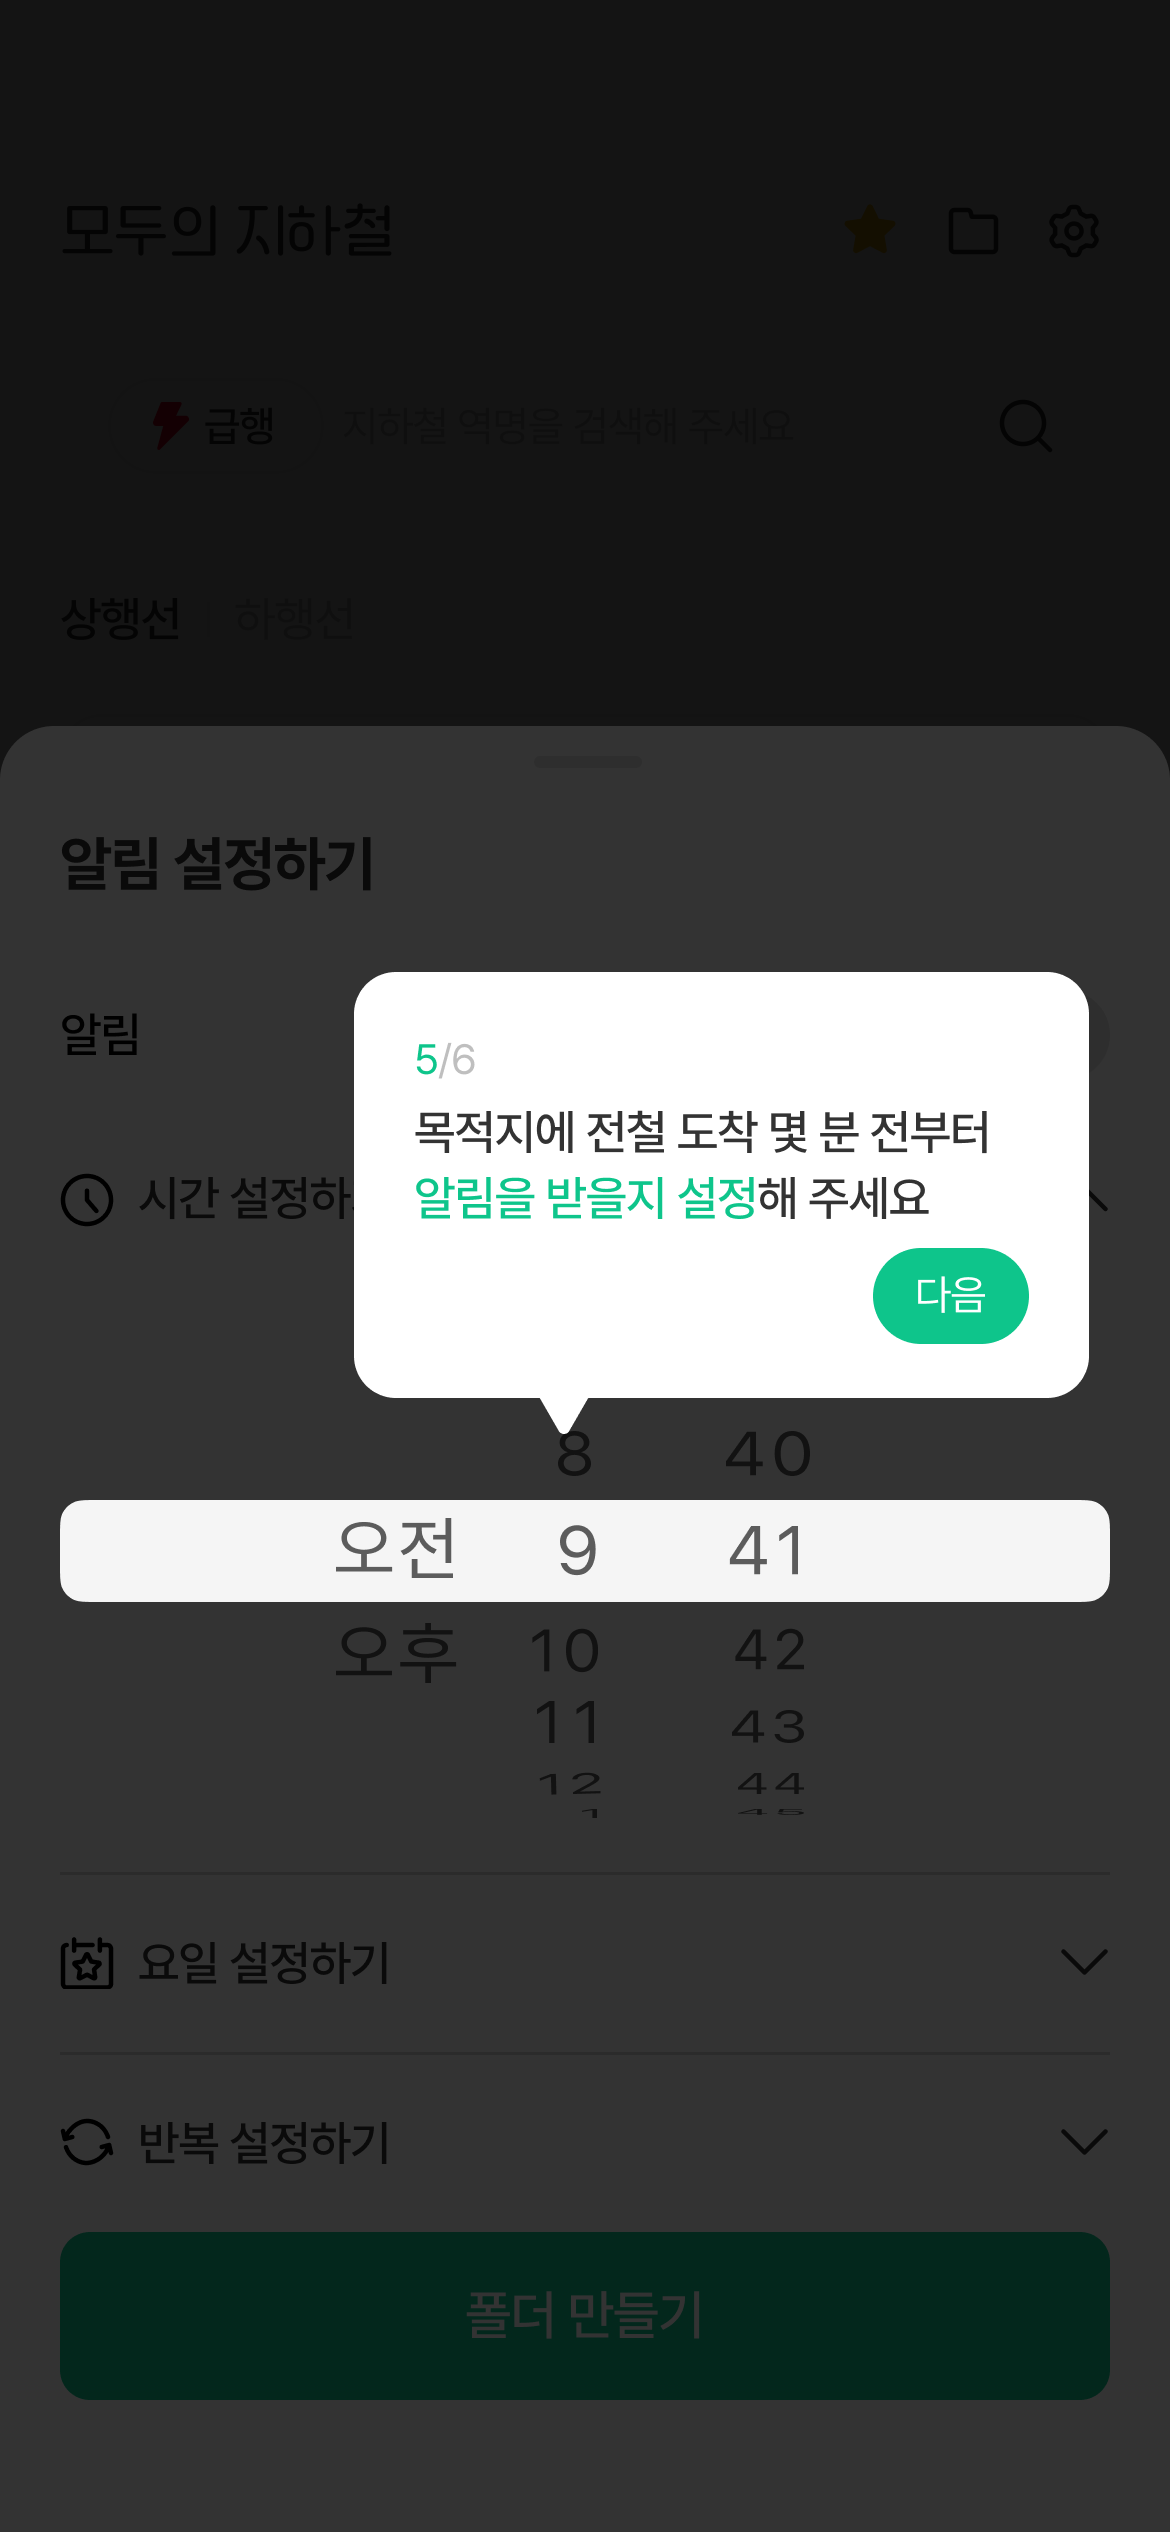 모두의 지하철
급행 지하철 역명을 검색해 주세요
상행선 하행선
알림 설정하기
알림
5/6
목적지에 전철 도착 몇 분 전부터
알림을 받을지 설정해 주세요
다음
시간 설정하
8 40
오전 9 41
오후 10 42
11 43
12 44
1 45
요일 설정하기
반복 설정하기
폴더 만들기